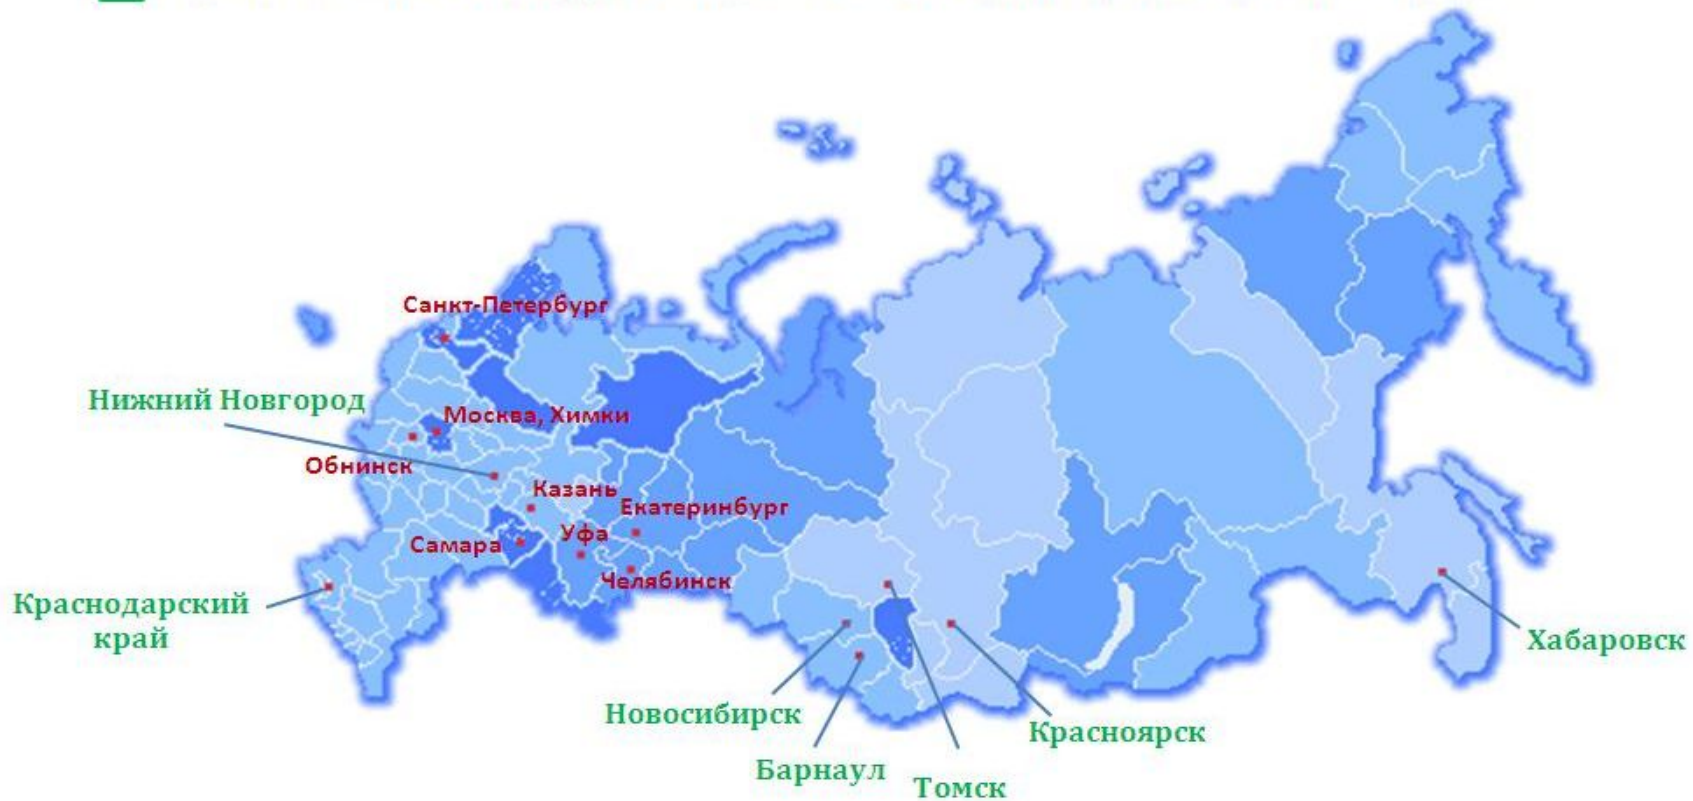 Санкт-Петербург
Нижний Новгород
Москва, Химки
Обнинск
Казань
Екатеринбург
Уфа
Самара
Челябинск
Краснодарский
край
Хабаровск
Новосибирск
Красноярск
Барнаул
Томск